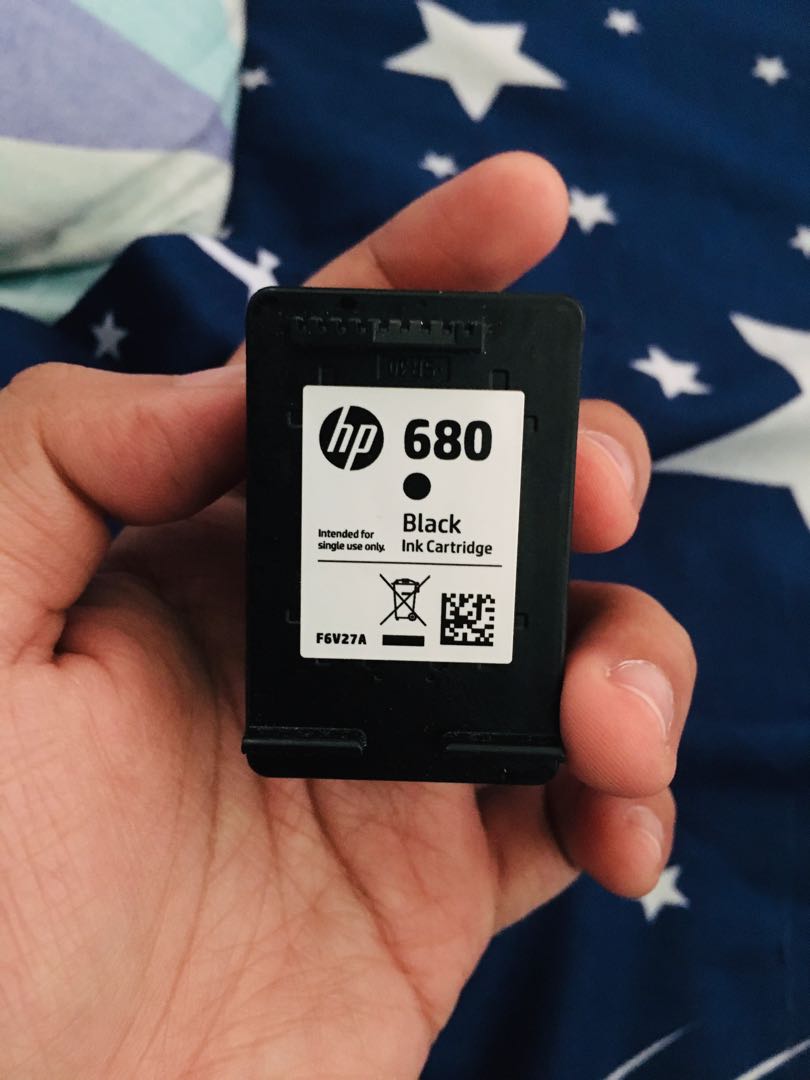 hp 680
Black
Intended for
single use only.
Ink Cartridge
F6V27A